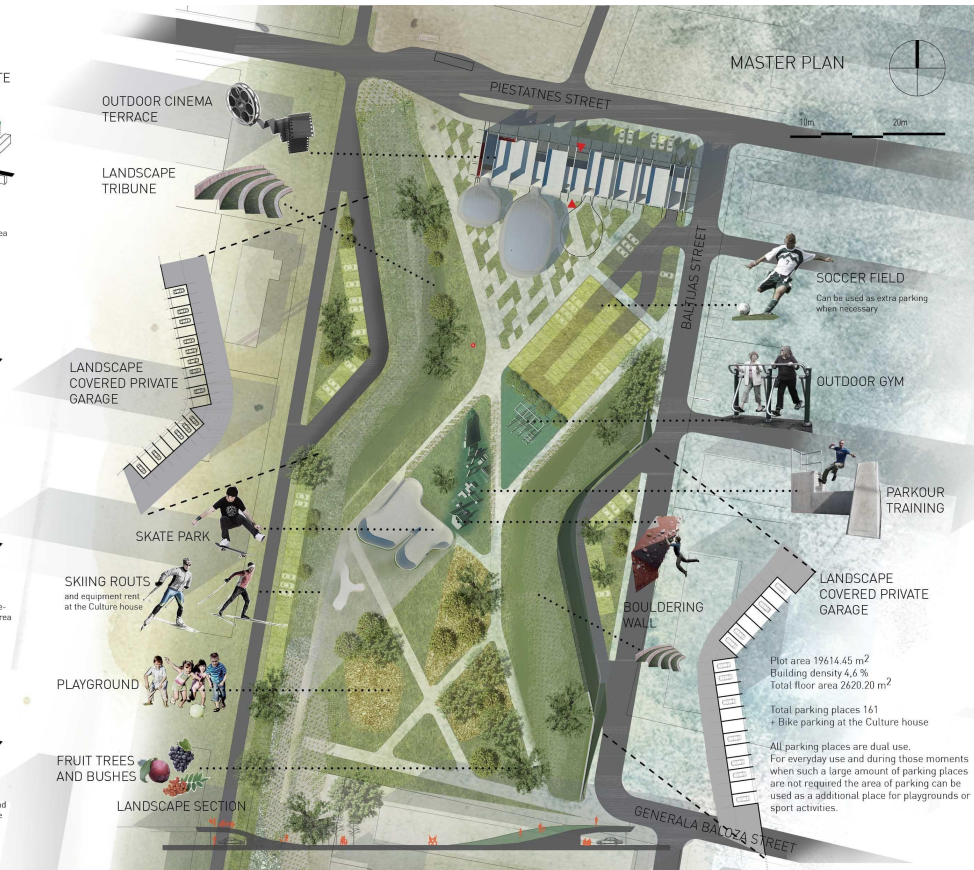 MASTER PLAN
10m
20m
PIESTATNES STREET
BALTIJAS STREET
GENERALA BALOZA STREET
OUTDOOR CINEMA
TERRACE
LANDSCAPE
TRIBUNE
LANDSCAPE
COVERED PRIVATE
GARAGE
SKATE PARK
SKIING ROUTS
and equipment rent
at the Culture house
PLAYGROUND
FRUIT TREES
AND BUSHES
LANDSCAPE SECTION
SOCCER FIELD
Can be used as extra parking
when necessary
OUTDOOR GYM
PARKOUR
TRAINING
BOULDERING
WALL
LANDSCAPE
COVERED PRIVATE
GARAGE
Plot area 19614.45 m²
Building density 4,6 %
Total floor area 2620.20 m²
Total parking places 161
+ Bike parking at the Culture house
All parking places are dual use.
For everyday use and during those moments
when such a large amount of parking places
are not required the area of parking can be
used as a additional place for playgrounds or
sport activities.